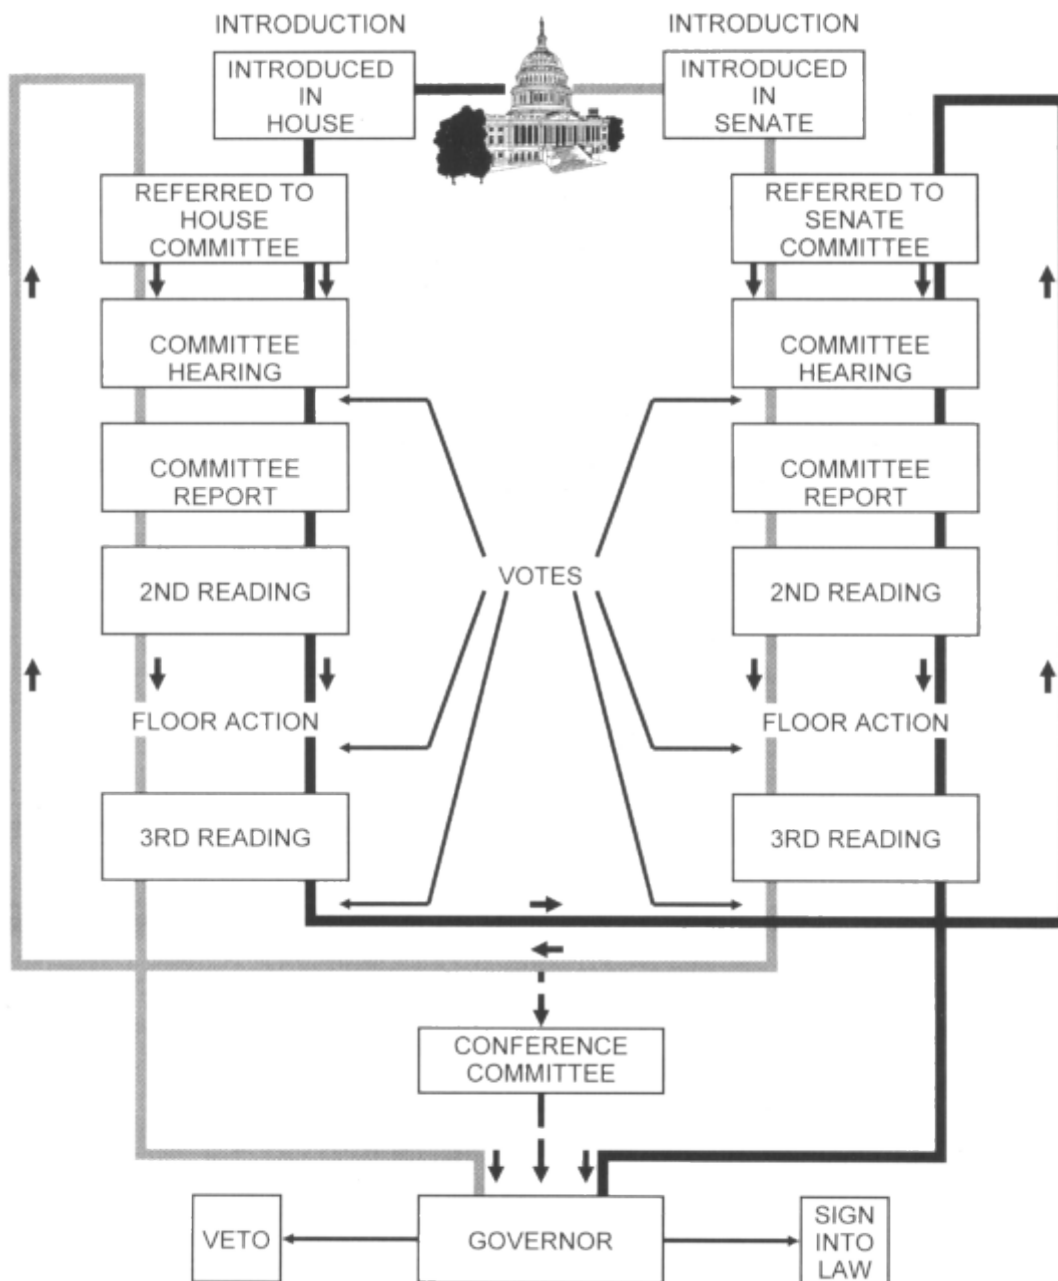 INTRODUCTION
INTRODUCED
IN
HOUSE
INTRODUCTION
INTRODUCED
IN
SENATE
REFERRED TO
HOUSE
COMMITTEE
REFERRED TO
SENATE
COMMITTEE
COMMITTEE
HEARING
COMMITTEE
HEARING
COMMITTEE
REPORT
COMMITTEE
REPORT
2ND READING
VOTES
2ND READING
FLOOR ACTION
FLOOR ACTION
3RD READING
3RD READING
CONFERENCE
COMMITTEE
VETO
GOVERNOR
SIGN
INTO
LAW